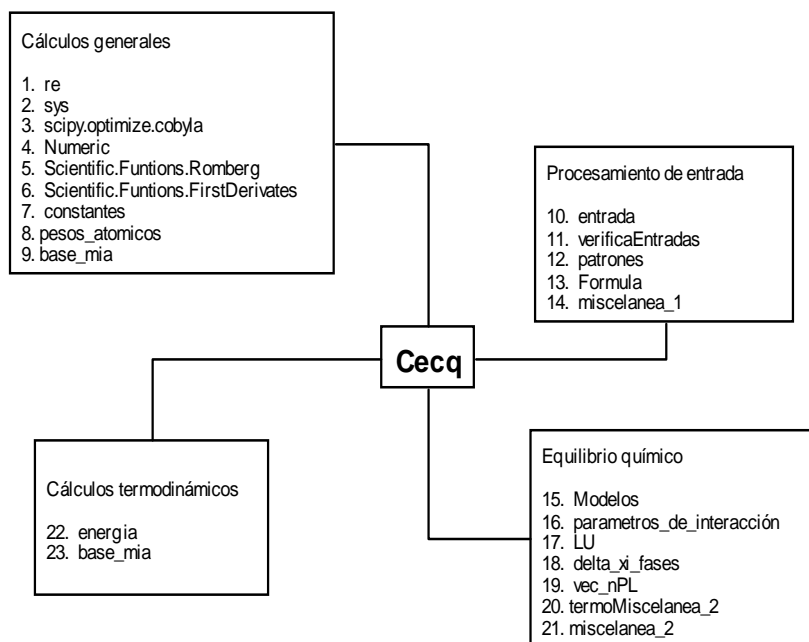 Cálculos generales
1. re
2. sys
3. scipy.optimize.cobyla
4. Numeric
5. Scientific.Funtions.Romberg
6. Scientific.Funtions.FirstDerivates
7. constantes
8. pesos_atomicos
9. base_mia
Procesamiento de entrada
10. entrada
11. verificaEntradas
12. patrones
13. Formula
14. miscelanea_1
Cecq
Cálculos termodinámicos
22. energia
23. base_mia
Equilibrio químico
15. Modelos
16. parametros_de_interacción
17. LU
18. delta_xi_fases
19. vec_nPL
20. termoMiscelanea_2
21. miscelanea_2